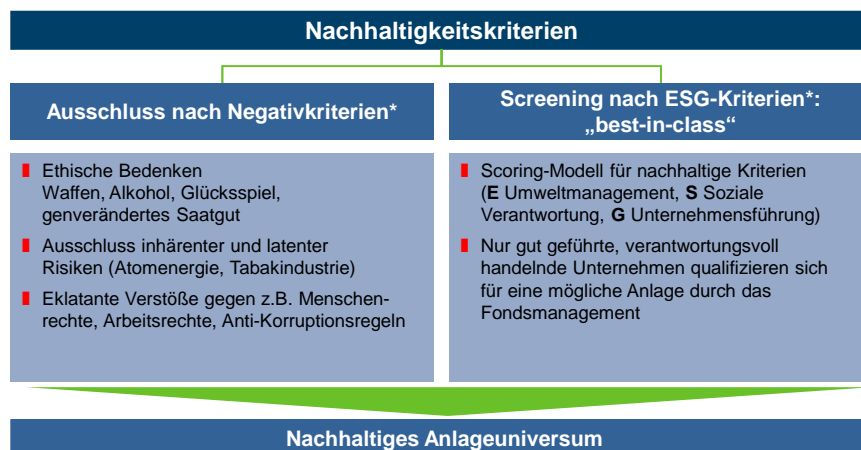 Nachhaltigkeitskriterien
Ausschluss nach Negativkriterien*
Ethische Bedenken
Waffen, Alkohol, Glücksspiel,
genverändertes Saatgut
Ausschluss inhärenter und latenter
Risiken (Atomenergie, Tabakindustrie)
Eklatante Verstöße gegen z.B. Menschen-
rechte, Arbeitsrechte, Anti-Korruptionsregeln
Screening nach ESG-Kriterien*:
„best-in-class“
Scoring-Modell für nachhaltige Kriterien
(E Umweltmanagement, S Soziale
Verantwortung, G Unternehmensführung)
Nur gut geführte, verantwortungsvoll
handelnde Unternehmen qualifizieren sich
für eine mögliche Anlage durch das
Fondsmanagement
Nachhaltiges Anlageuniversum